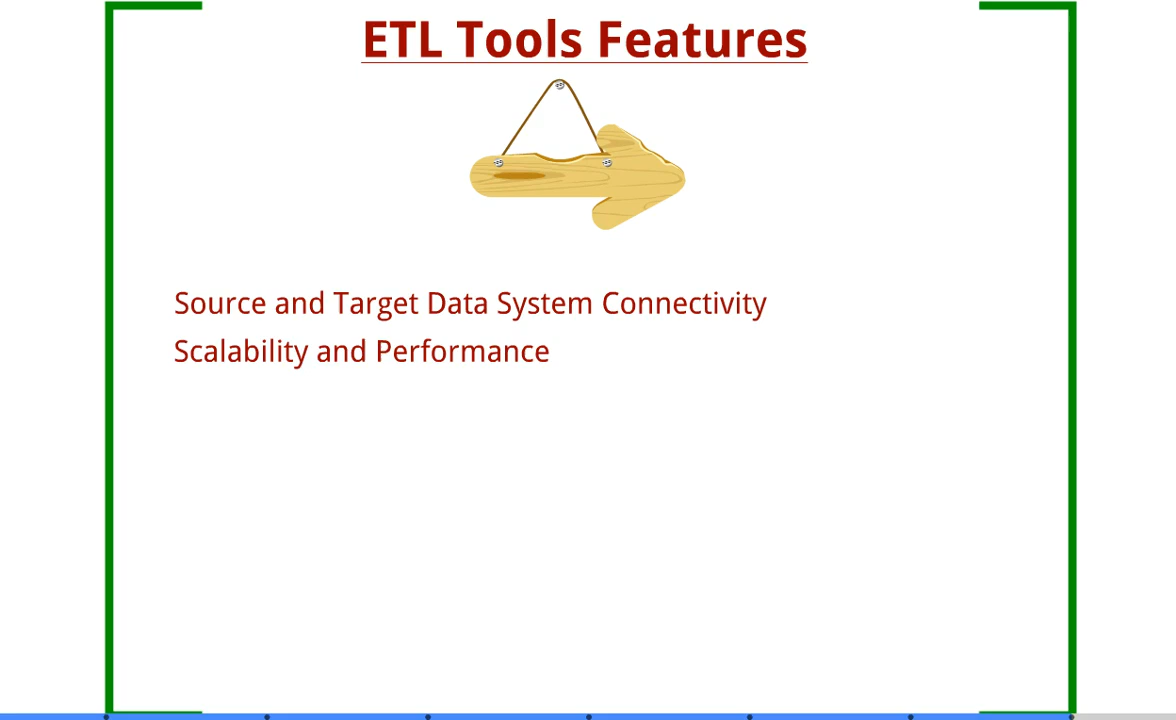 ETL Tools Features
Source and Target Data System Connectivity
Scalability and Performance